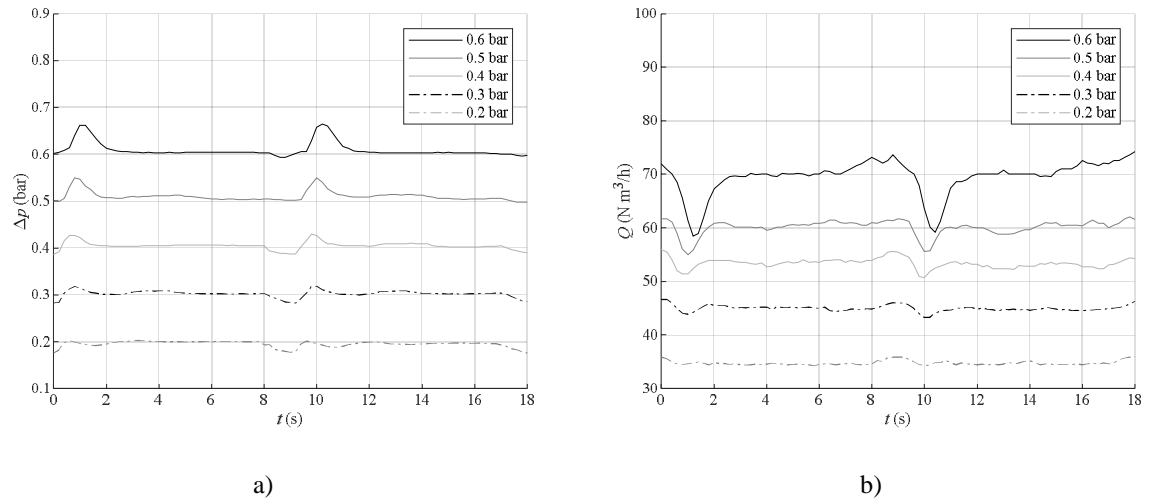 0.9
0.8
0.7
0.6
0.5
0.4
0.3
0.2
0.1
Δp (bar)
0 2 4 6 8 10 12 14 16 18
t (s)
0.6 bar
0.5 bar
0.4 bar
0.3 bar
0.2 bar
a)
100
90
80
70
60
50
40
30
Q (N m³/h)
0 2 4 6 8 10 12 14 16 18
t (s)
0.6 bar
0.5 bar
0.4 bar
0.3 bar
0.2 bar
b)